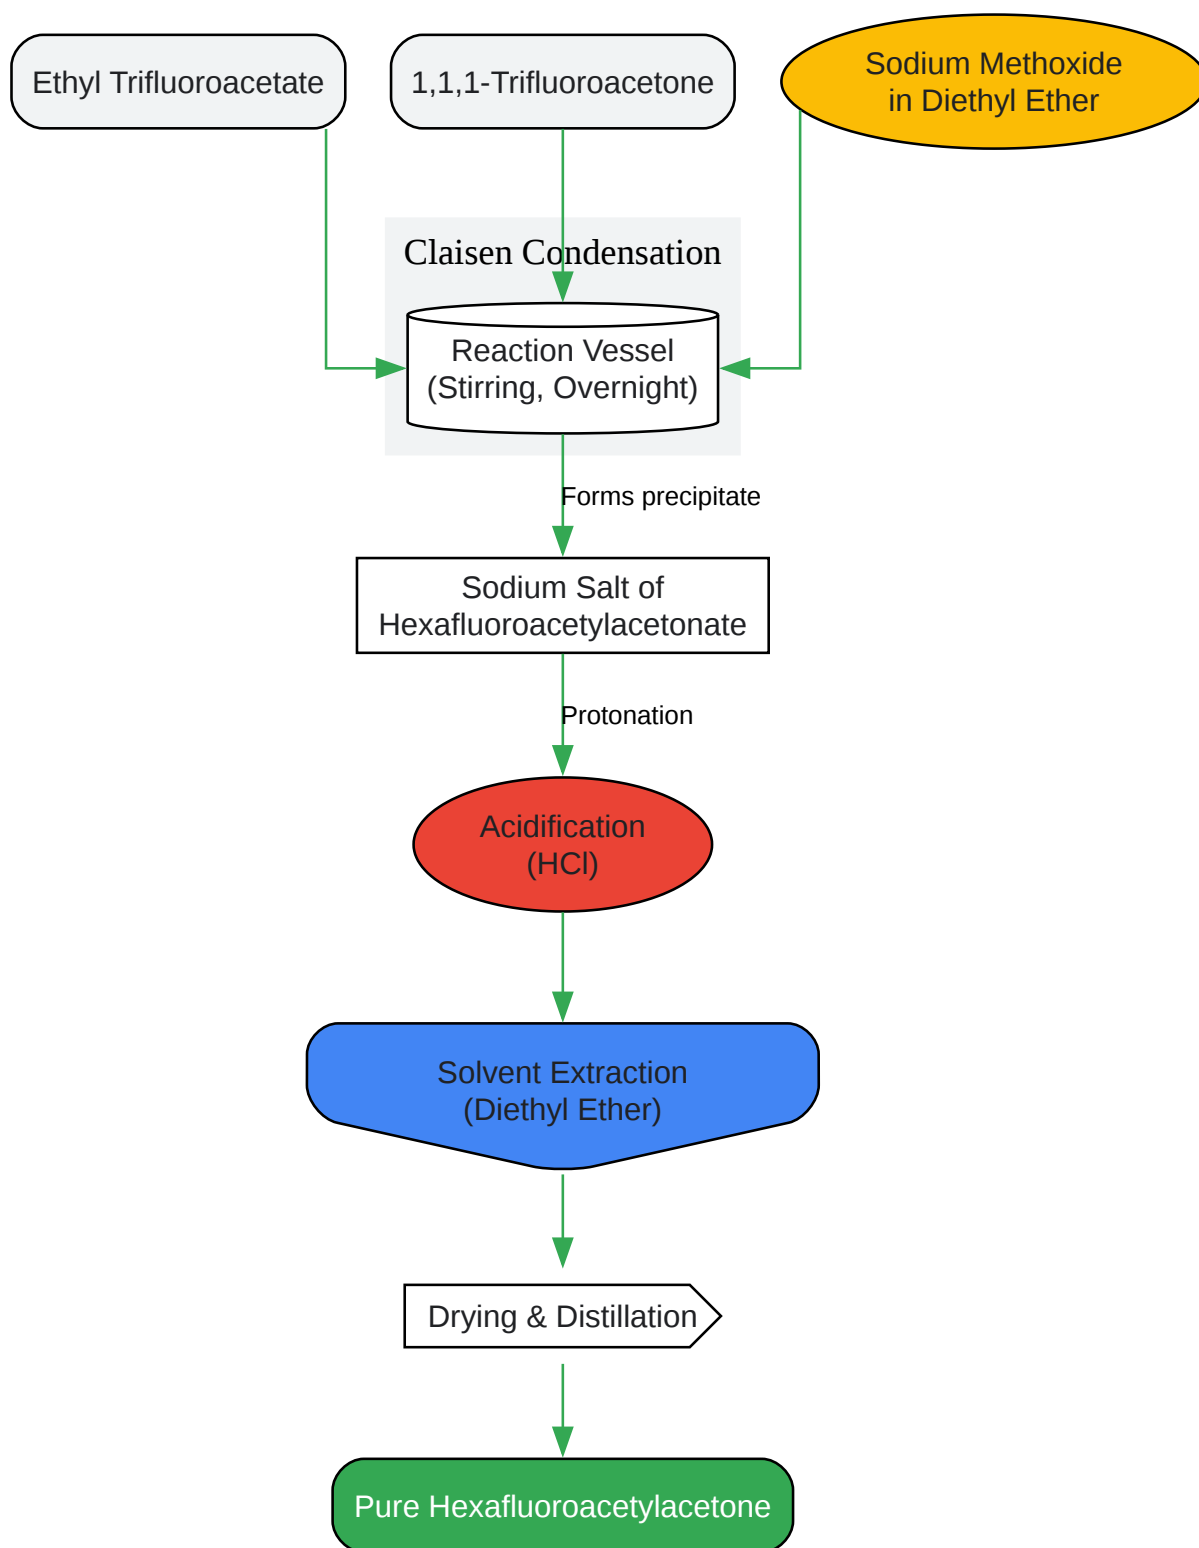 Ethyl Trifluoroacetate
1,1,1-Trifluoroacetone
Sodium Methoxide
in Diethyl Ether
Claisen Condensation
Reaction Vessel
(Stirring, Overnight)
Forms precipitate
Sodium Salt of
Hexafluoroacetylacetonate
Protonation
Acidification
(HCl)
Solvent Extraction
(Diethyl Ether)
Drying & Distillation
Pure Hexafluoroacetylacetone